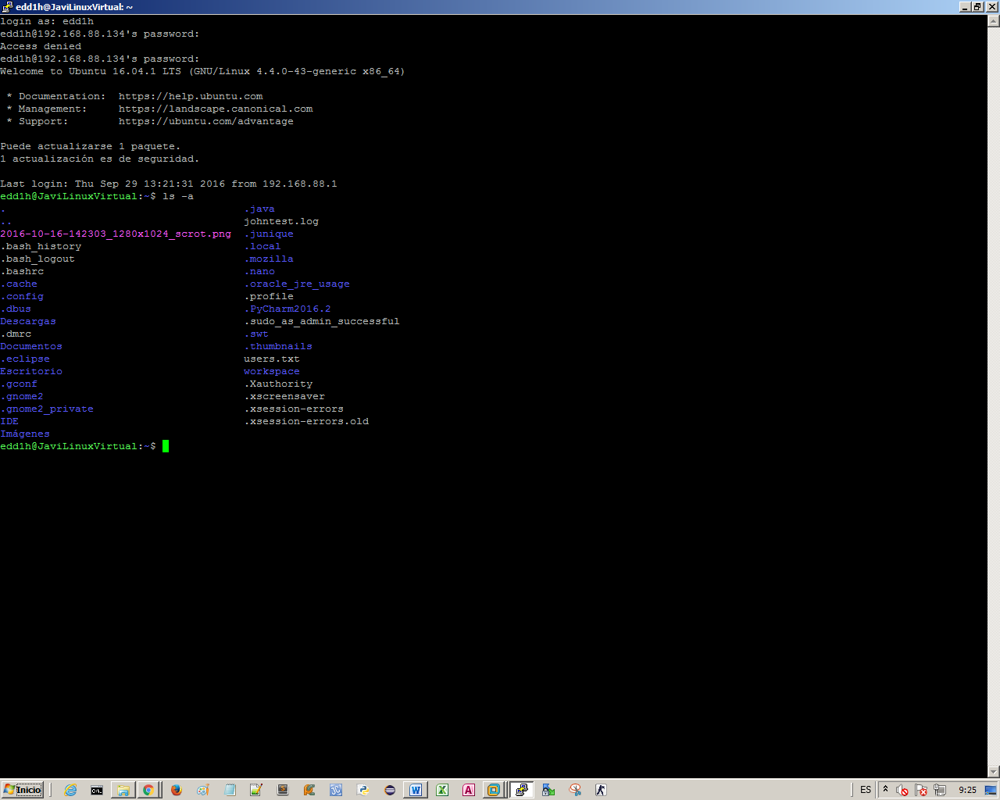 edd1h@JaviLinuxVirtual: ~
login as: edd1h
edd1h@192.168.88.134's password:
Access denied
edd1h@192.168.88.134's password:
Welcome to Ubuntu 16.04.1 LTS (GNU/Linux 4.4.0-43-generic x86_64)
* Documentation:  https://help.ubuntu.com
* Management:     https://landscape.canonical.com
* Support:        https://ubuntu.com/advantage
Puede actualizarse 1 paquete.
1 actualización es de seguridad.
Last login: Thu Sep 29 13:21:31 2016 from 192.168.88.1
edd1h@JaviLinuxVirtual:~$ ls -a
. .java
.. johntest.log
2016-10-16-142303_1280x1024_scrot.png .junique
.bash_history .local
.bash_logout .mozilla
.bashrc .nano
.cache .oracle_jre_usage
.config .profile
.dbus .PyCharm2016.2
Descargas .sudo_as_admin_successful
.dmrc .swt
Documentos .thumbnails
.eclipse users.txt
Escritorio workspace
.gconf .Xauthority
.gnome2 .xscreensaver
.gnome2_private .xsession-errors
IDE .xsession-errors.old
Imágenes
edd1h@JaviLinuxVirtual:~$
Inicio ES 9:25